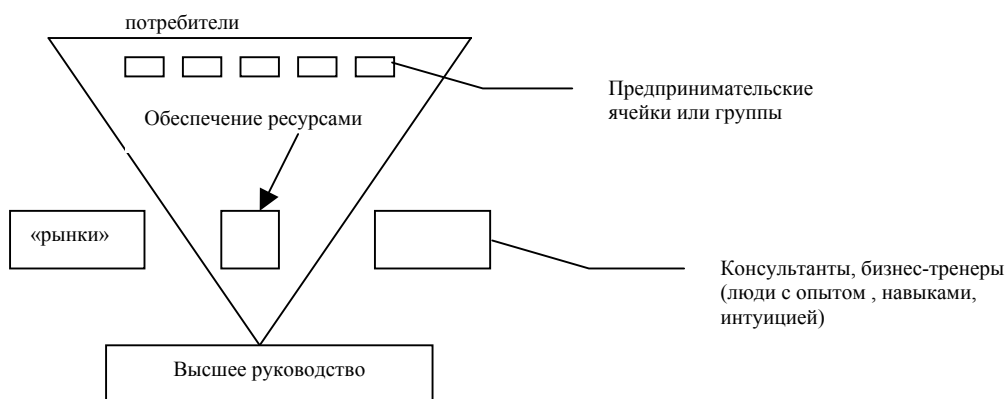 потребители
Предпринимательские
ячейки или группы
Обеспечение ресурсами
«рынки»
Консультанты, бизнес-тренеры
(люди с опытом , навыками,
интуицией)
Высшее руководство